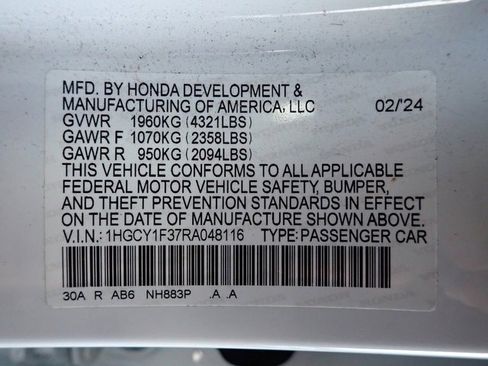 MFD. BY HONDA DEVELOPMENT &
MANUFACTURING OF AMERICA, LLC 02/'24
GVWR 1960KG (4321LBS)
GAWR F 1070KG (2358LBS)
GAWR R 950KG (2094LBS)
THIS VEHICLE CONFORMS TO ALL APPLICABLE
FEDERAL MOTOR VEHICLE SAFETY, BUMPER,
AND THEFT PREVENTION STANDARDS IN EFFECT
ON THE DATE OF MANUFACTURE SHOWN ABOVE.
V.I.N.: 1HGCY1F37RA048116 TYPE: PASSENGER CAR
30A R AB6 NH883P .A .A